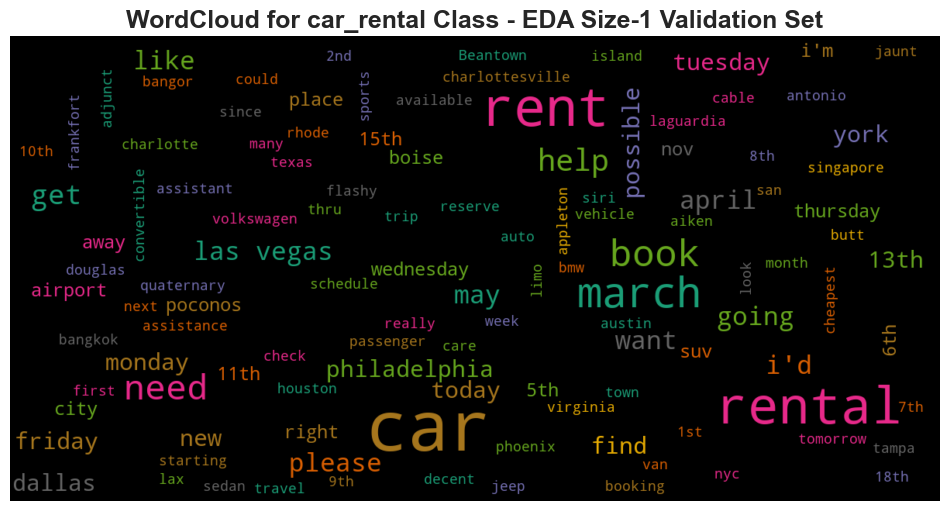 WordCloud for car_rental Class - EDA Size-1 Validation Set
like
2nd
Beantown
island
i'm
jaunt
bangor
could
sports
charlottesville
tuesday
adjunct
since
place
available
rent
possible
cable
antonio
frankfort
rhode
15th
laguardia
york
10th
charlotte
many
texas
boise
help
nov
8th
singapore
get
convertible
assistant
flashy
reserve
siri
april
san
volkswagen
thru
trip
appleton
vehicle
aiken
thursday
away
las vegas
auto
book
butt
13th
douglas
quaternary
wednesday
limo
bmw
look
month
airport
schedule
may
march
cheapest
next
poconos
assistance
really
week
austin
going
6th
bangkok
passenger
care
want
suv
monday
check
philadelphia
i'd
first
need
11th
houston
today
5th
town
city
car
virginia
rental
7th
friday
new
right
phoenix
find
1st
tomorrow
tampa
starting
please
van
dallas
lax
sedan
travel
9th
decent
jeep
booking
nyc
18th